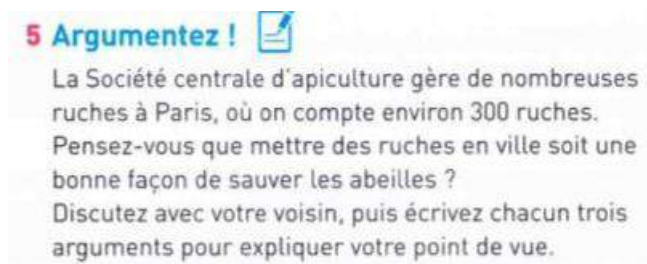 5 Argumentez !
La Société centrale d'apiculture gère de nombreuses
ruches à Paris, où on compte environ 300 ruches.
Pensez-vous que mettre des ruches en ville soit une
bonne façon de sauver les abeilles ?
Discutez avec votre voisin, puis écrivez chacun trois
arguments pour expliquer votre point de vue.